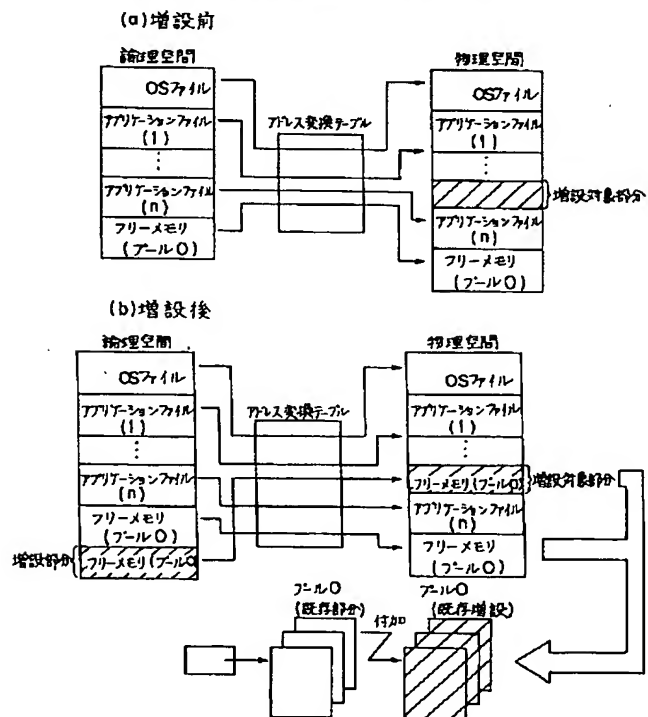 (a)増設前
論理空間
OSファイル
アプリケーションファイル
(1)
⋮
アプリケーションファイル
(n)
フリーメモリ
(プール0)
アドレス変換テーブル
物理空間
OSファイル
アプリケーションファイル
(1)
⋮
増設対象部分
アプリケーションファイル
(n)
フリーメモリ
(プール0)
(b)増設後
論理空間
OSファイル
アプリケーションファイル
(1)
⋮
アプリケーションファイル
(n)
フリーメモリ
(プール0)
増設部分
フリーメモリ(プール0)
アドレス変換テーブル
物理空間
OSファイル
アプリケーションファイル
(1)
⋮
フリーメモリ(プール0)
増設対象部分
アプリケーションファイル
(n)
フリーメモリ
(プール0)
プール0
(既存部分)
付加
プール0
(既存増設)